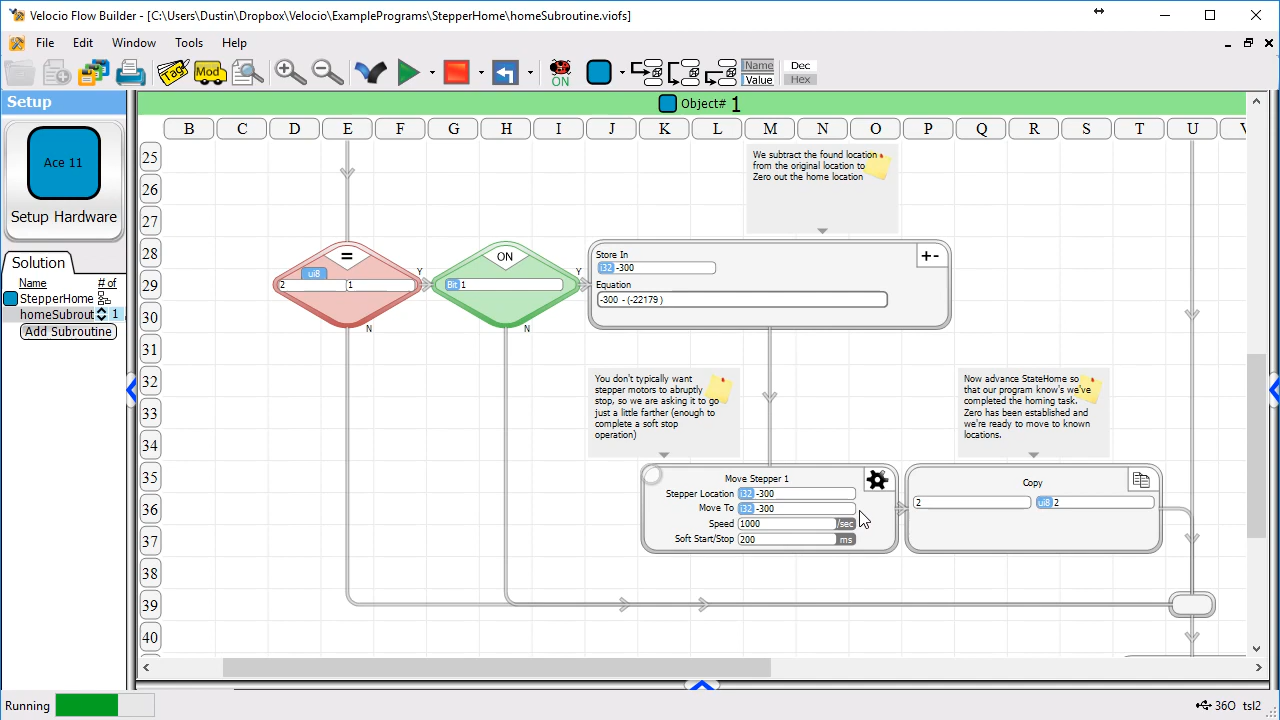 Velocio Flow Builder - [C:\Users\Dustin\Dropbox\Velocio\ExamplePrograms\StepperHome\homeSubroutine.viofs]
File Edit Window Tools Help
Tag Mod ON Name Value Dec Hex
Setup
Object# 1
B C D E F G H I J K L M N O P Q R S T U V
Ace 11
Setup Hardware
Solution
Name # of
StepperHome
homeSubrout 1
Add Subroutine
25
26
27
28
29
30
31
32
33
34
35
36
37
38
39
40
We subtract the found location
from the original location to
Zero out the home location
=
ui8
2 1
Y
N
ON
Bit 1
Y
N
Store In
+-
i32 -300
Equation
-300 - (-22179 )
You don't typically want
stepper motors to abruptly
stop, so we are asking it to go
just a little farther (enough to
complete a soft stop
operation)
Now advance StateHome so
that our program know's we've
completed the homing task.
Zero has been established and
we're ready to move to known
locations.
Move Stepper 1
Stepper Location i32 -300
Move To i32 -300
Speed 1000 /sec
Soft Start/Stop 200 ms
Copy
2 ui8 2
Running
360 tsl2